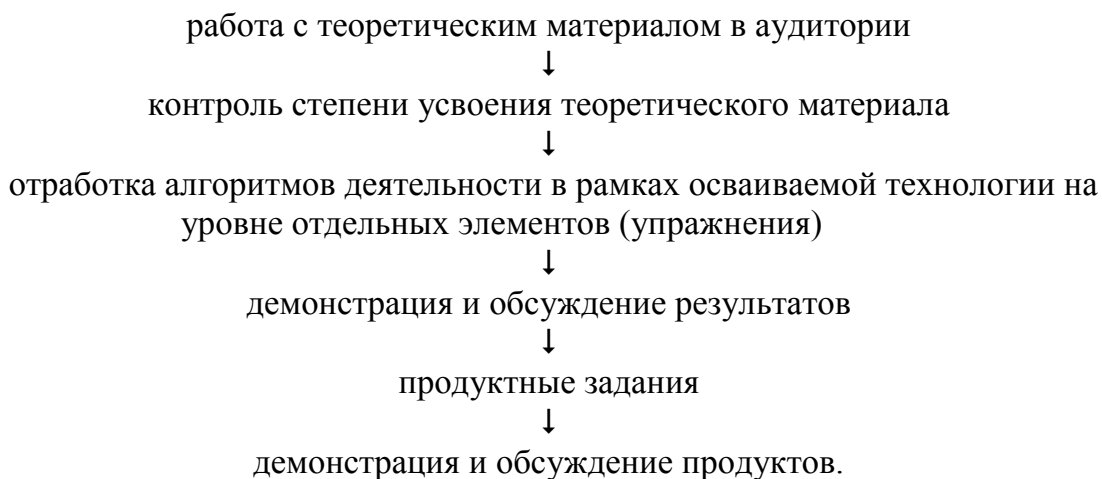 работа с теоретическим материалом в аудитории
↓
контроль степени усвоения теоретического материала
↓
отработка алгоритмов деятельности в рамках осваиваемой технологии на
уровне отдельных элементов (упражнения)
↓
демонстрация и обсуждение результатов
↓
продуктные задания
↓
демонстрация и обсуждение продуктов.